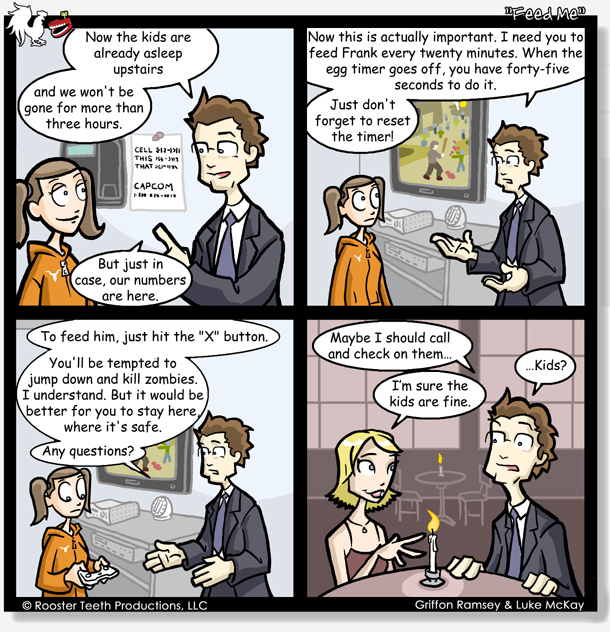 "Feed Me"
Now the kids are
already asleep
upstairs
and we won't be
gone for more than
three hours.
CELL
THIS
THAT
CAPCOM
But just in
case, our numbers
are here.
Now this is actually important. I need you to
feed Frank every twenty minutes. When the
egg timer goes off, you have forty-five
seconds to do it.
Just don't
forget to reset
the timer!
To feed him, just hit the "X" button.
You'll be tempted to
jump down and kill zombies.
I understand. But it would be
better for you to stay here,
where it's safe.
Any questions?
Maybe I should call
and check on them...
I'm sure the
kids are fine.
...Kids?
© Rooster Teeth Productions, LLC
Griffon Ramsey & Luke McKay